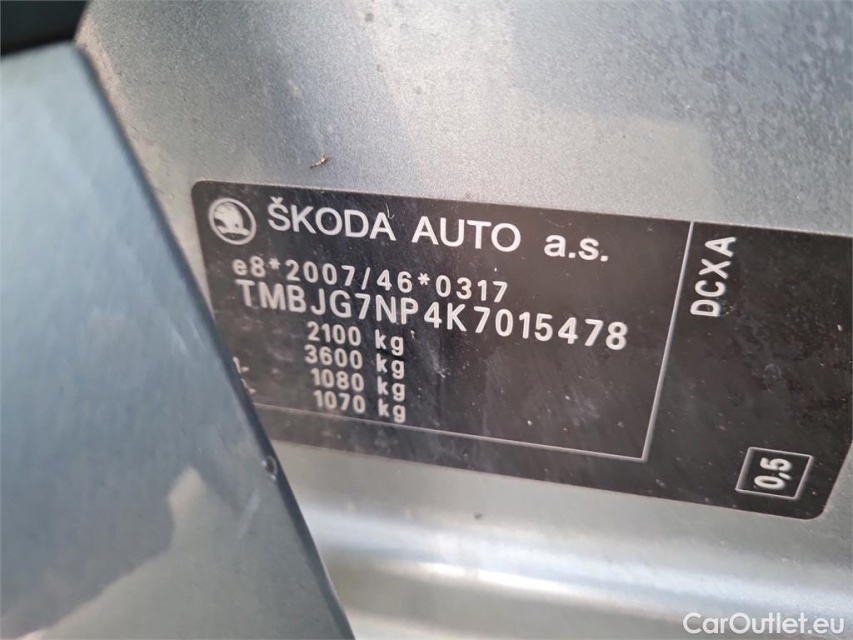 ŠKODA AUTO a.s.
e8*2007/46*0317
TMBJG7NP4K7015478
2100 kg
3600 kg
1- 1080 kg
1070 kg
DCXA
0,5
CarOutlet.eu